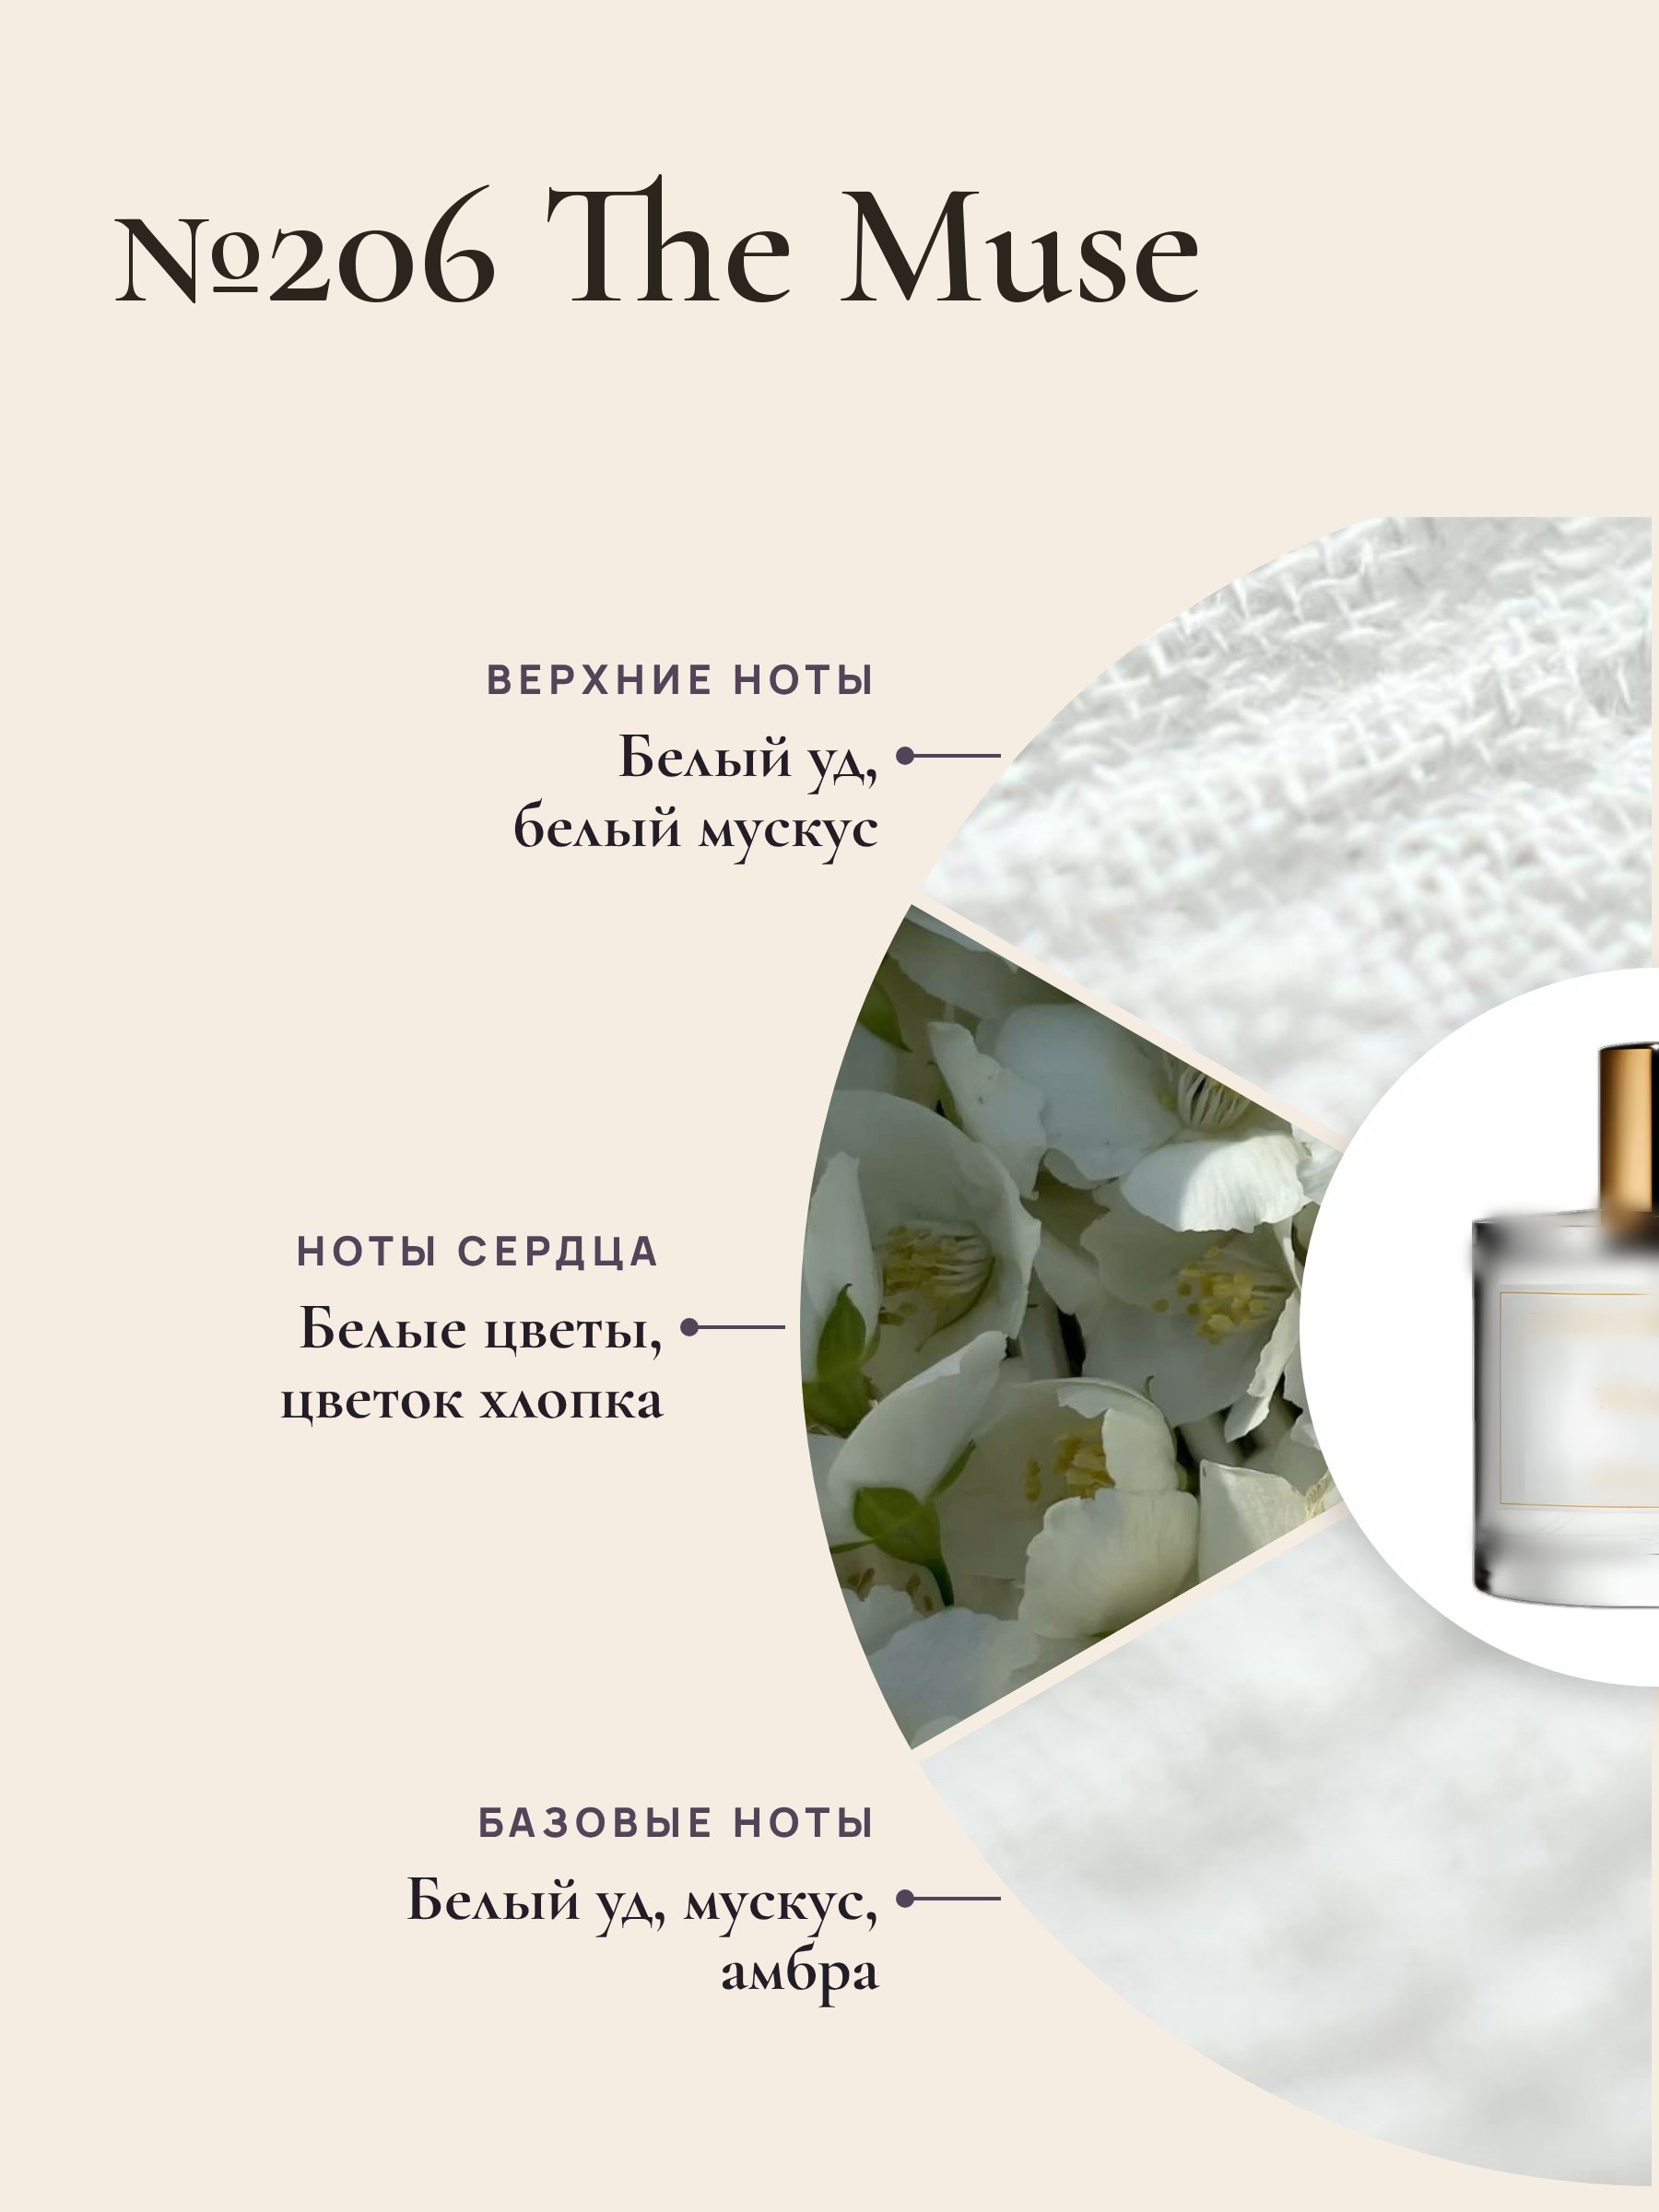 №206 The Muse
ВЕРХНИЕ НОТЫ
Белый уд,
белый мускус
НОТЫ СЕРДЦА
Белые цветы,
цветок хлопка
БАЗОВЫЕ НОТЫ
Белый уд, мускус,
амбра